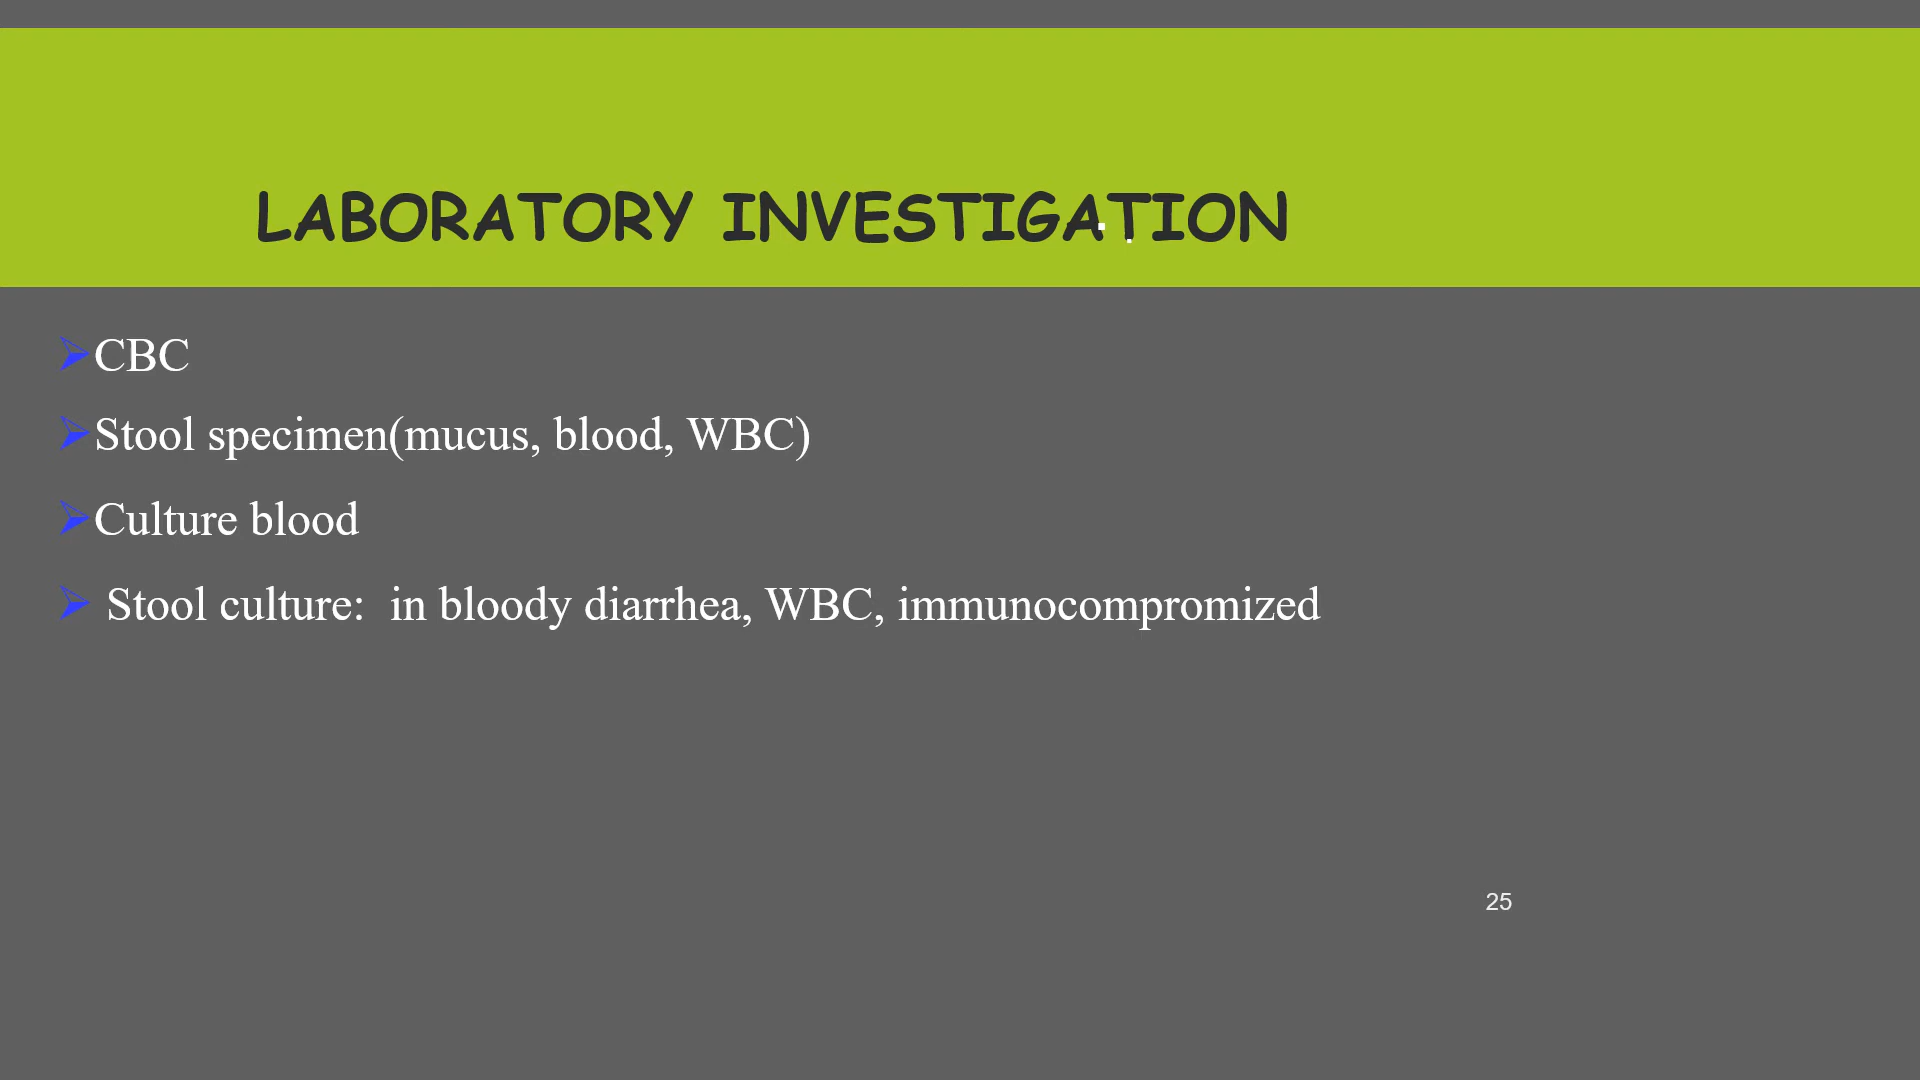 LABORATORY INVESTIGATION
CBC
Stool specimen(mucus, blood, WBC)
Culture blood
Stool culture:  in bloody diarrhea, WBC, immunocompromized
25